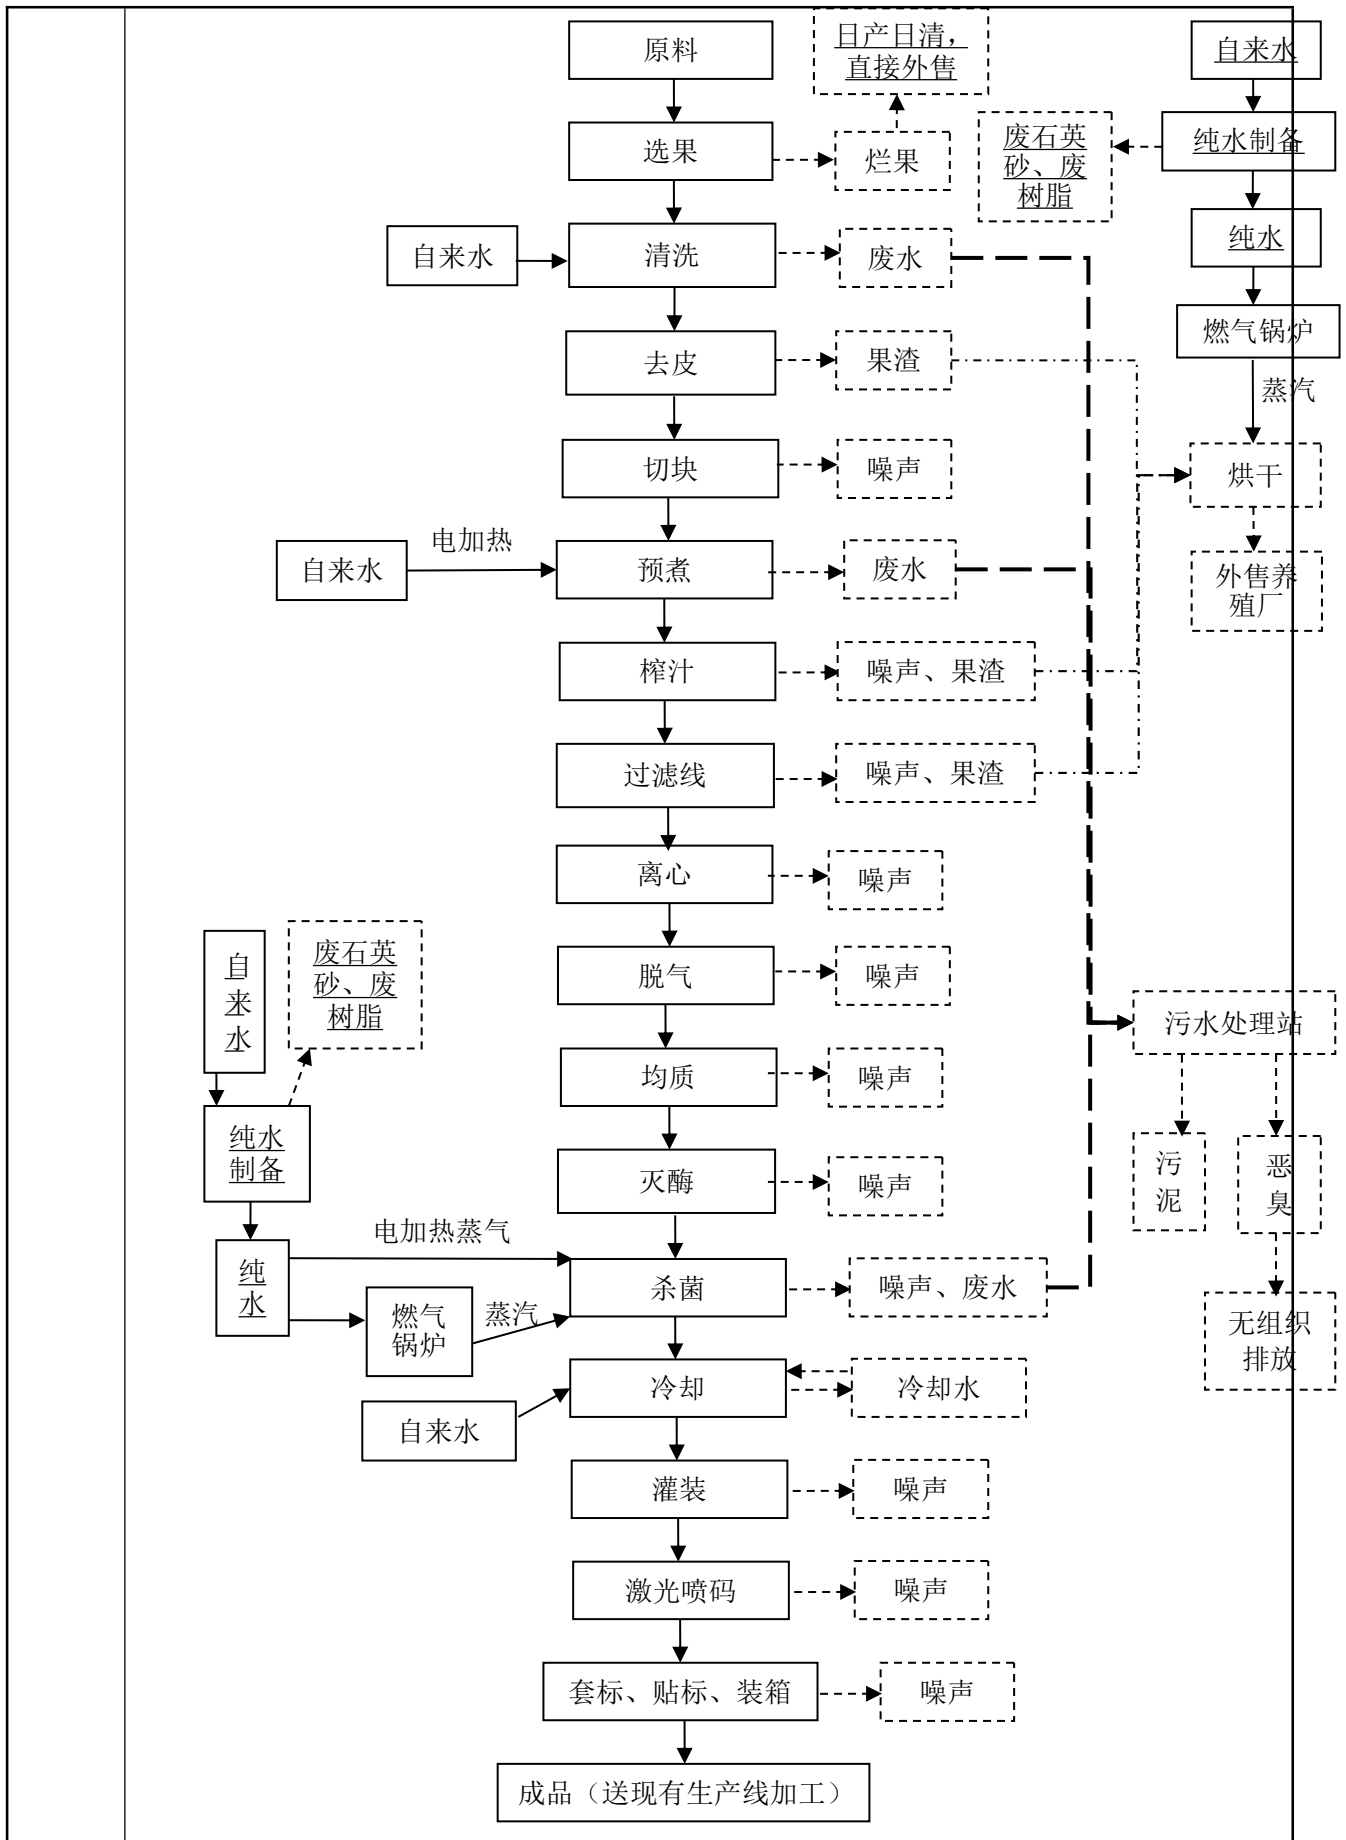 原料
日产日清，
直接外售
自来水
选果
烂果
废石英
砂、废
树脂
纯水制备
自来水
清洗
废水
纯水
去皮
果渣
燃气锅炉
蒸汽
切块
噪声
烘干
自来水
电加热
预煮
废水
外售养
殖厂
榨汁
噪声、果渣
过滤线
噪声、果渣
离心
噪声
自
来
水
废石英
砂、废
树脂
脱气
噪声
污水处理站
均质
噪声
纯水
制备
灭酶
噪声
污
泥
恶
臭
电加热蒸气
纯
水
杀菌
噪声、废水
燃气
锅炉
蒸汽
无组织
排放
冷却
冷却水
自来水
灌装
噪声
激光喷码
噪声
套标、贴标、装箱
噪声
成品（送现有生产线加工）